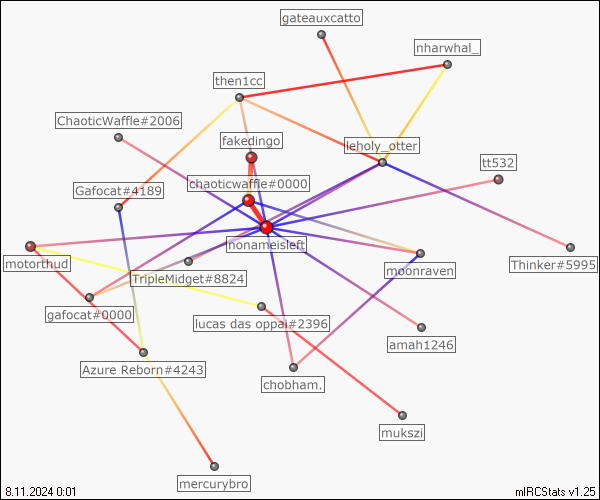 gateauxcatto
nharwhal_
then1cc
ChaoticWaffle#2006
fakedingo
leholy_otter
tt532
chaoticwaffle#0000
Gafocat#4189
nonameisleft
motorthud
moonraven
Thinker#5995
TripleMidget#8824
gafocat#0000
lucas das oppai#2396
amah1246
Azure Reborn#4243
chobham.
mukszi
mercurybro
8.11.2024 0:01
mIRCStats v1.25